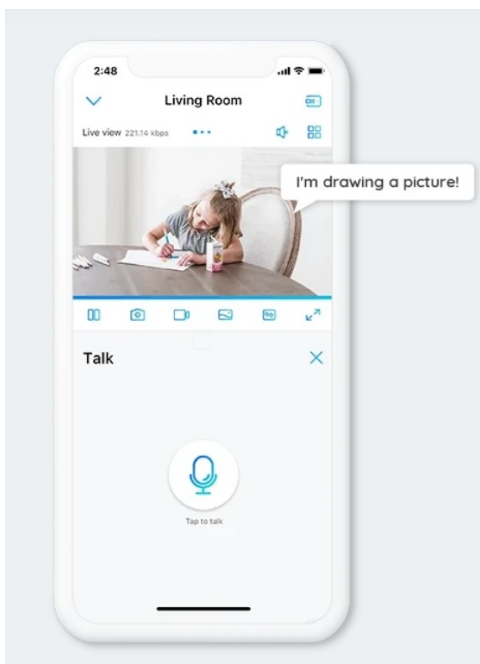 2:48
Living Room
Live view 221.14 kbps
I'm drawing a picture!
Talk
Tap to talk